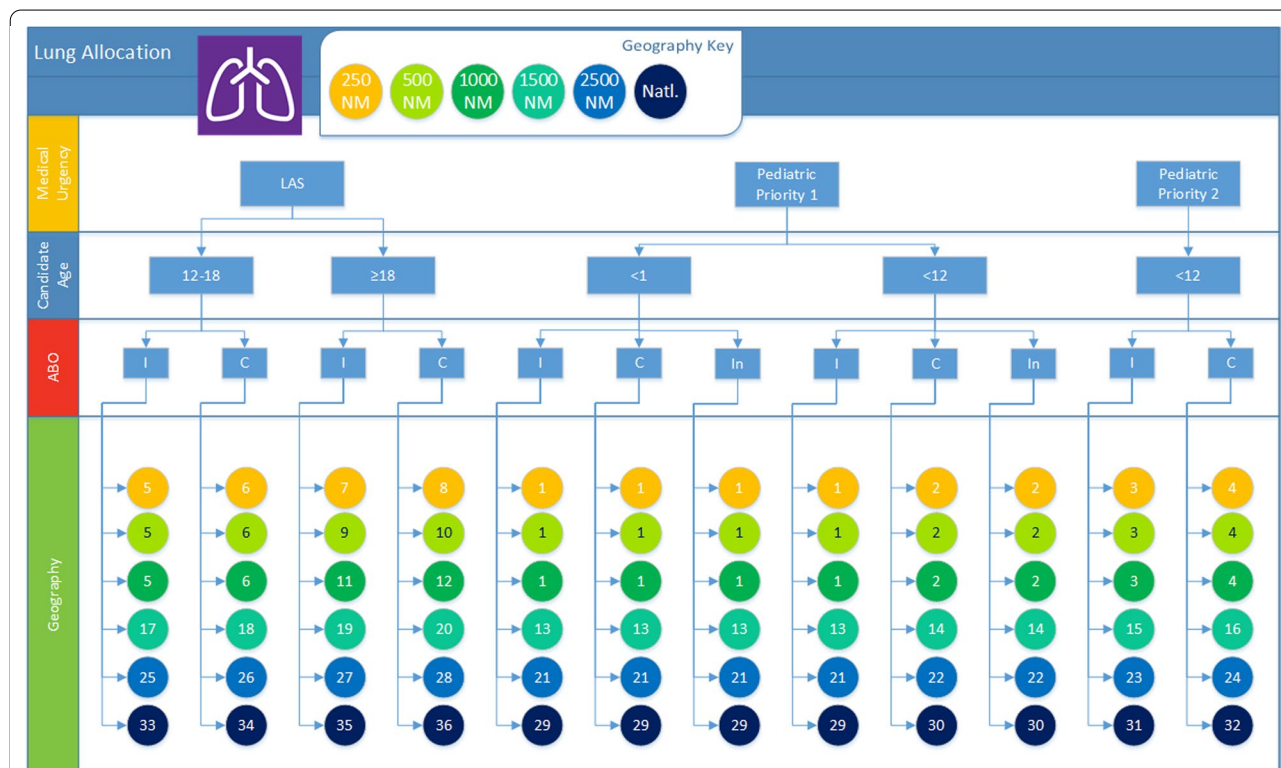 Lung Allocation
Geography Key
250 NM
500 NM
1000 NM
1500 NM
2500 NM
Natl.
Medical Urgency
LAS
Pediatric Priority 1
Pediatric Priority 2
Candidate Age
12-18
≥18
<1
<12
<12
ABO
I C I C I C In I C In I C
Geography
5 6 7 8 1 1 1 1 2 2 3 4
5 6 9 10 1 1 1 1 2 2 3 4
5 6 11 12 1 1 1 1 2 2 3 4
17 18 19 20 13 13 13 13 14 14 15 16
25 26 27 28 21 21 21 21 22 22 23 24
33 34 35 36 29 29 29 29 30 30 31 32